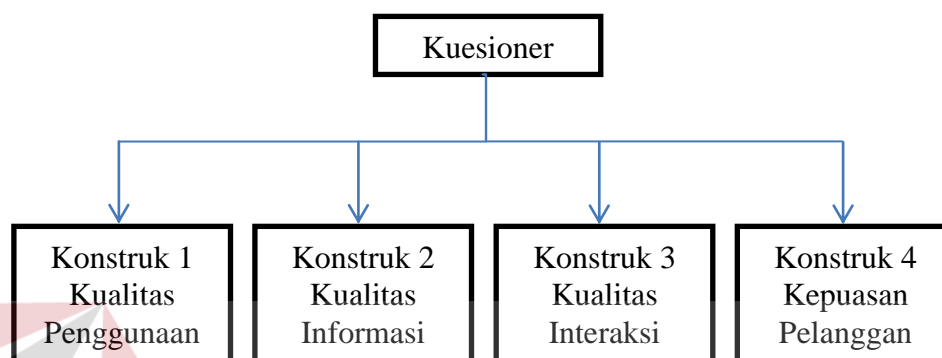 Kuesioner
Konstruk 1
Kualitas
Penggunaan
Konstruk 2
Kualitas
Informasi
Konstruk 3
Kualitas
Interaksi
Konstruk 4
Kepuasan
Pelanggan